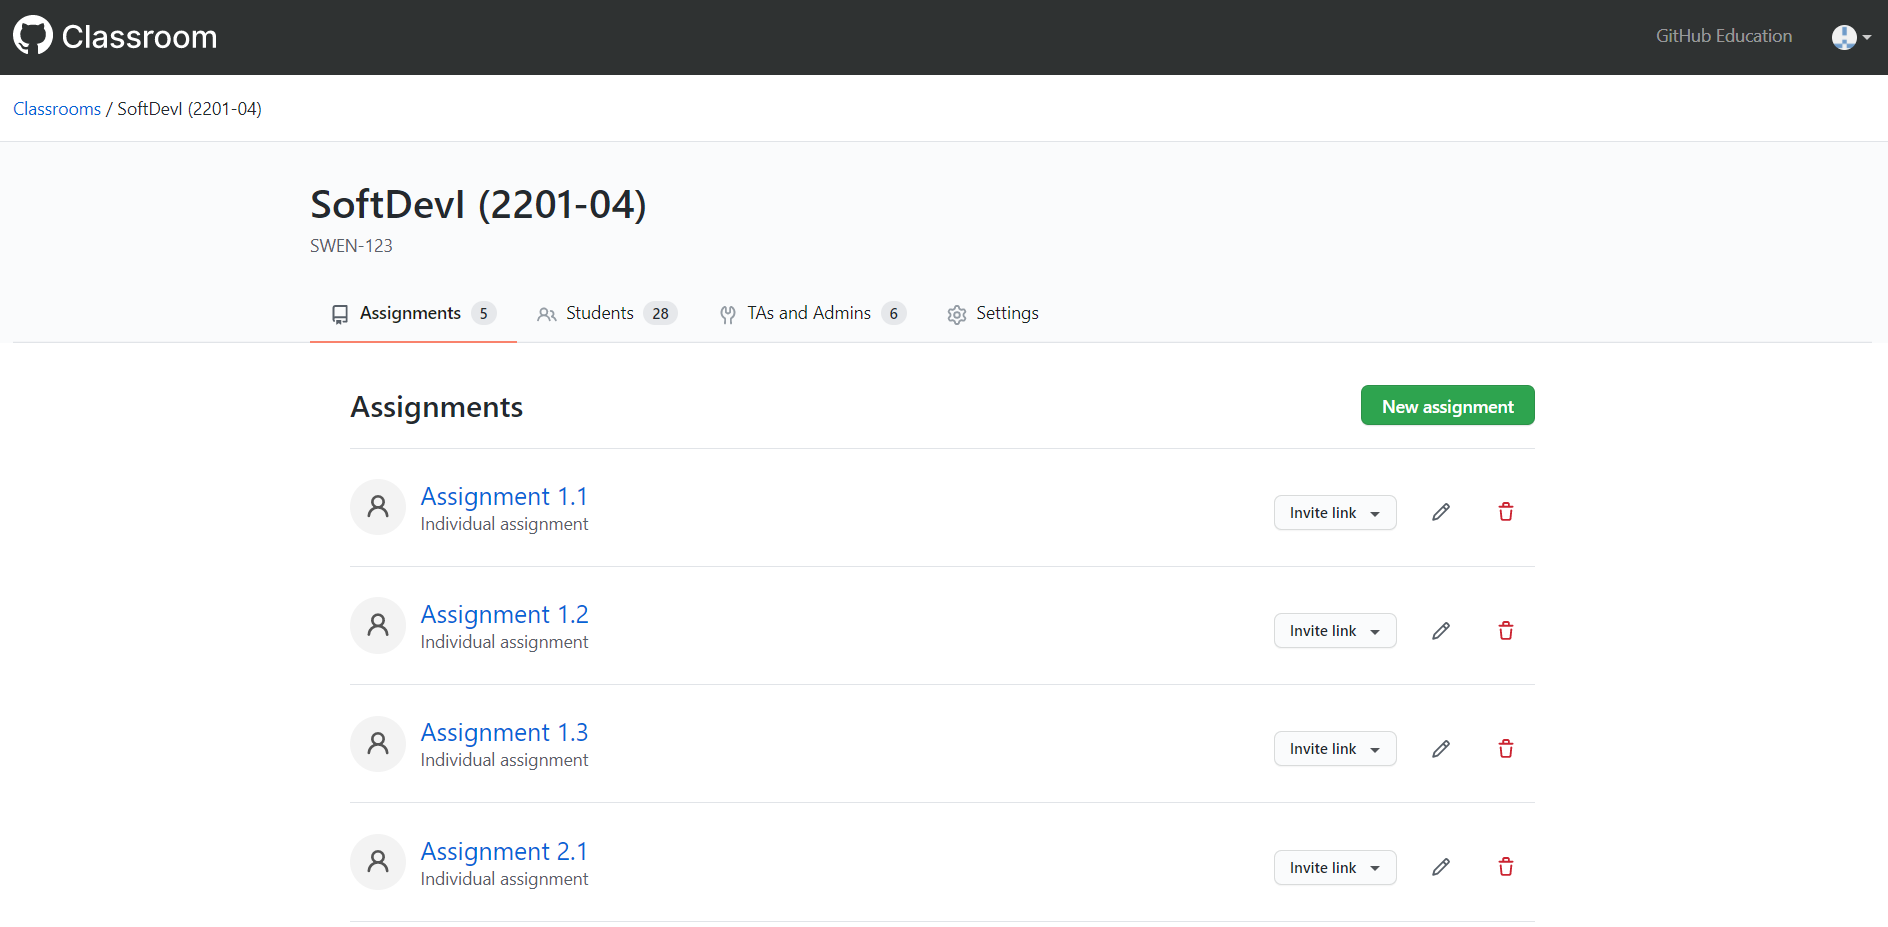 Classroom
GitHub Education
Classrooms / SoftDevI (2201-04)
SoftDevI (2201-04)
SWEN-123
Assignments 5 Students 28 TAs and Admins 6 Settings
Assignments
New assignment
Assignment 1.1
Individual assignment
Invite link
Assignment 1.2
Individual assignment
Invite link
Assignment 1.3
Individual assignment
Invite link
Assignment 2.1
Individual assignment
Invite link